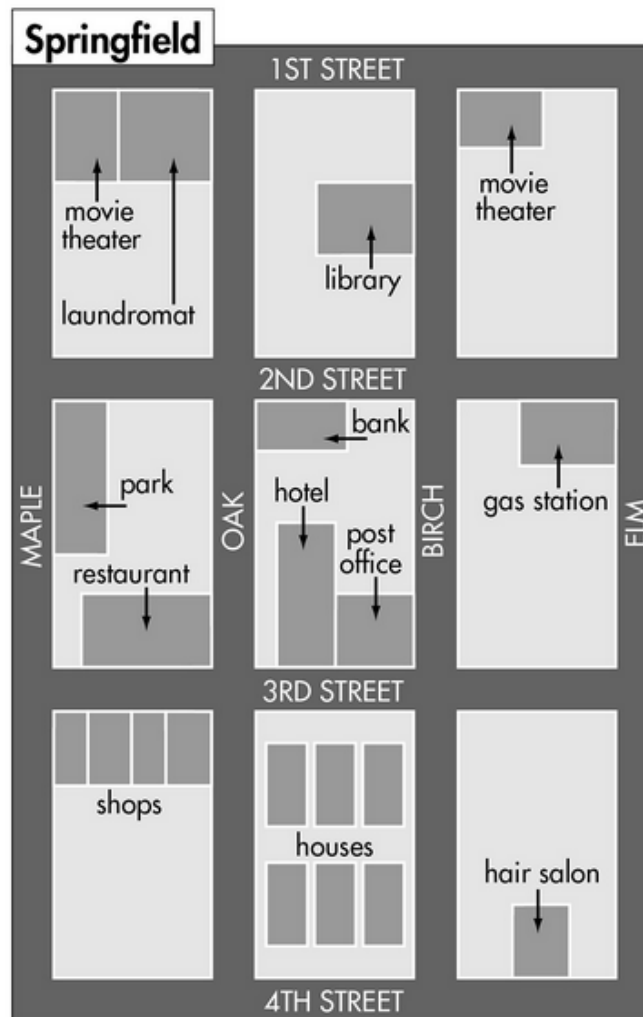 Springfield
1ST STREET
movie
theater
laundromat
library
movie
theater
2ND STREET
MAPLE
park
restaurant
OAK
bank
hotel
post
office
BIRCH
gas station
ELM
3RD STREET
shops
houses
hair salon
4TH STREET